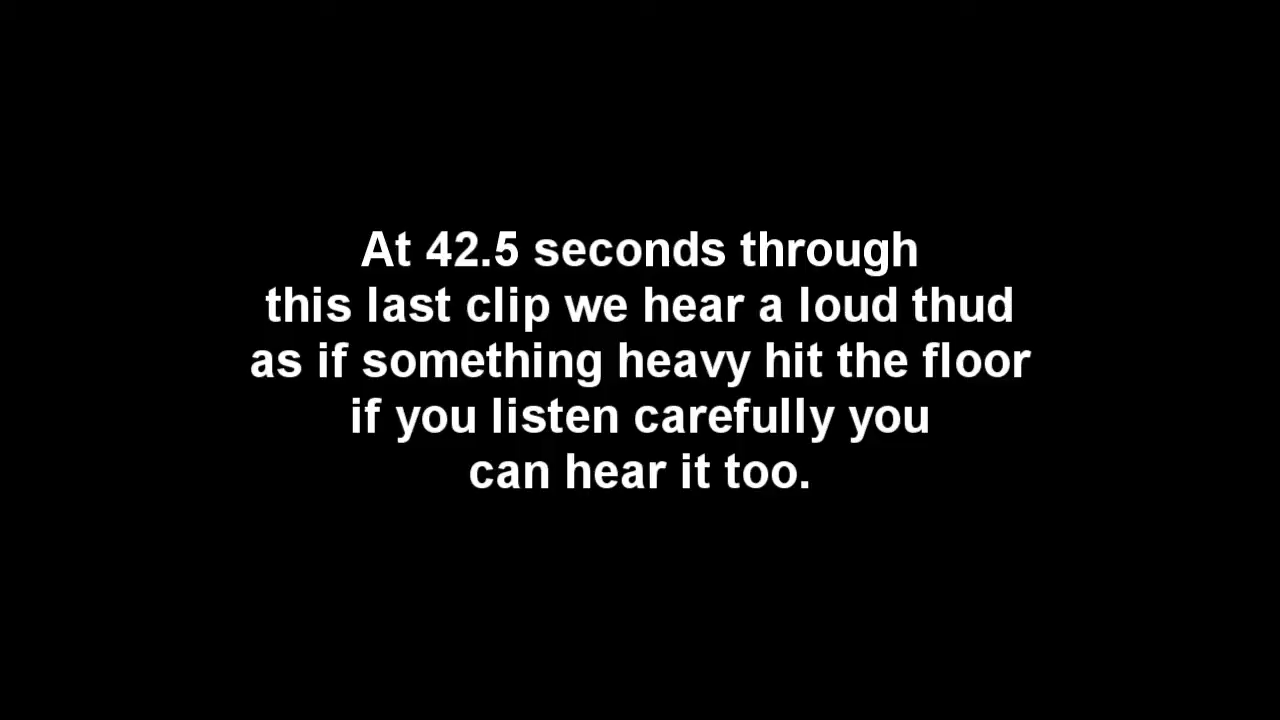 At 42.5 seconds through
this last clip we hear a loud thud
as if something heavy hit the floor
if you listen carefully you
can hear it too.